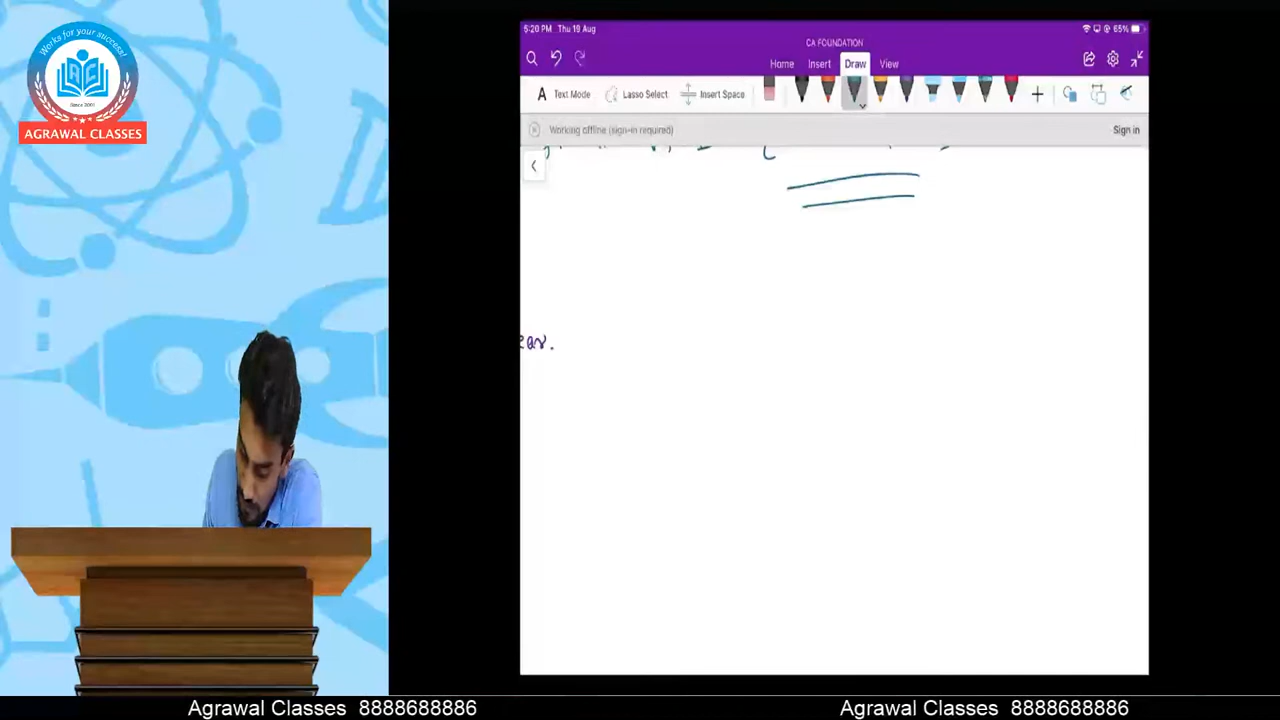 Works for your success!
AC
Since 2001
AGRAWAL CLASSES
5:20 PM Thu 19 Aug
65%
CA FOUNDATION
Home Insert Draw View
A Text Mode Lasso Select Insert Space
Working offline (sign-in required) Sign in
ear.
Agrawal Classes 8888688886 Agrawal Classes 8888688886